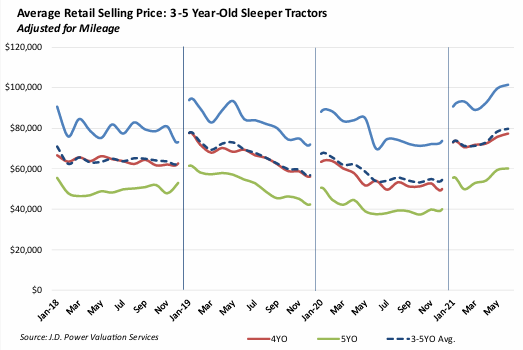 Average Retail Selling Price: 3-5 Year-Old Sleeper Tractors
Adjusted for Mileage
$120,000
$100,000
$80,000
$60,000
$40,000
$20,000
$0
Jan-18 Mar May Jul Sep Nov Jan-19 Mar May Jul Sep Nov Jan-20 Mar May Jul Sep Nov Jan-21 Mar May
Source: J.D. Power Valuation Services
4YO 5YO 3-5YO Avg.